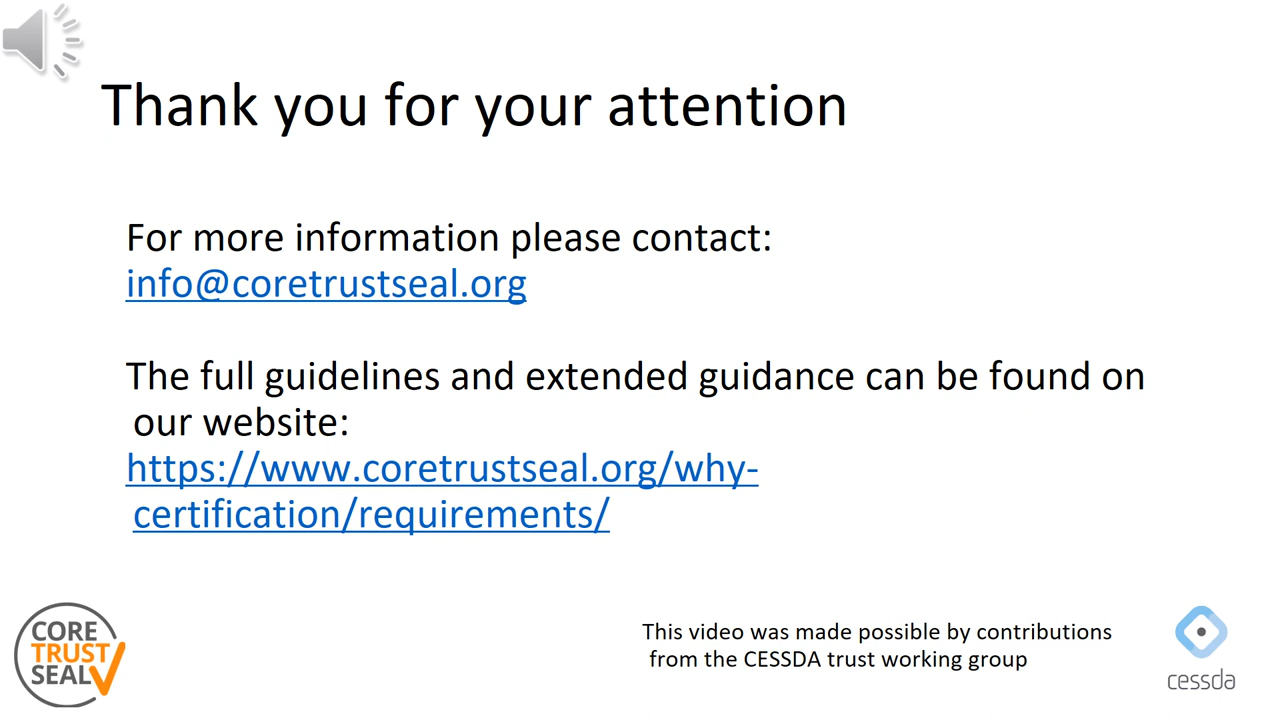 Thank you for your attention
For more information please contact:
info@coretrustseal.org
The full guidelines and extended guidance can be found on
our website:
https://www.coretrustseal.org/why-
certification/requirements/
CORE
TRUST
SEAL
This video was made possible by contributions
from the CESSDA trust working group
cessda